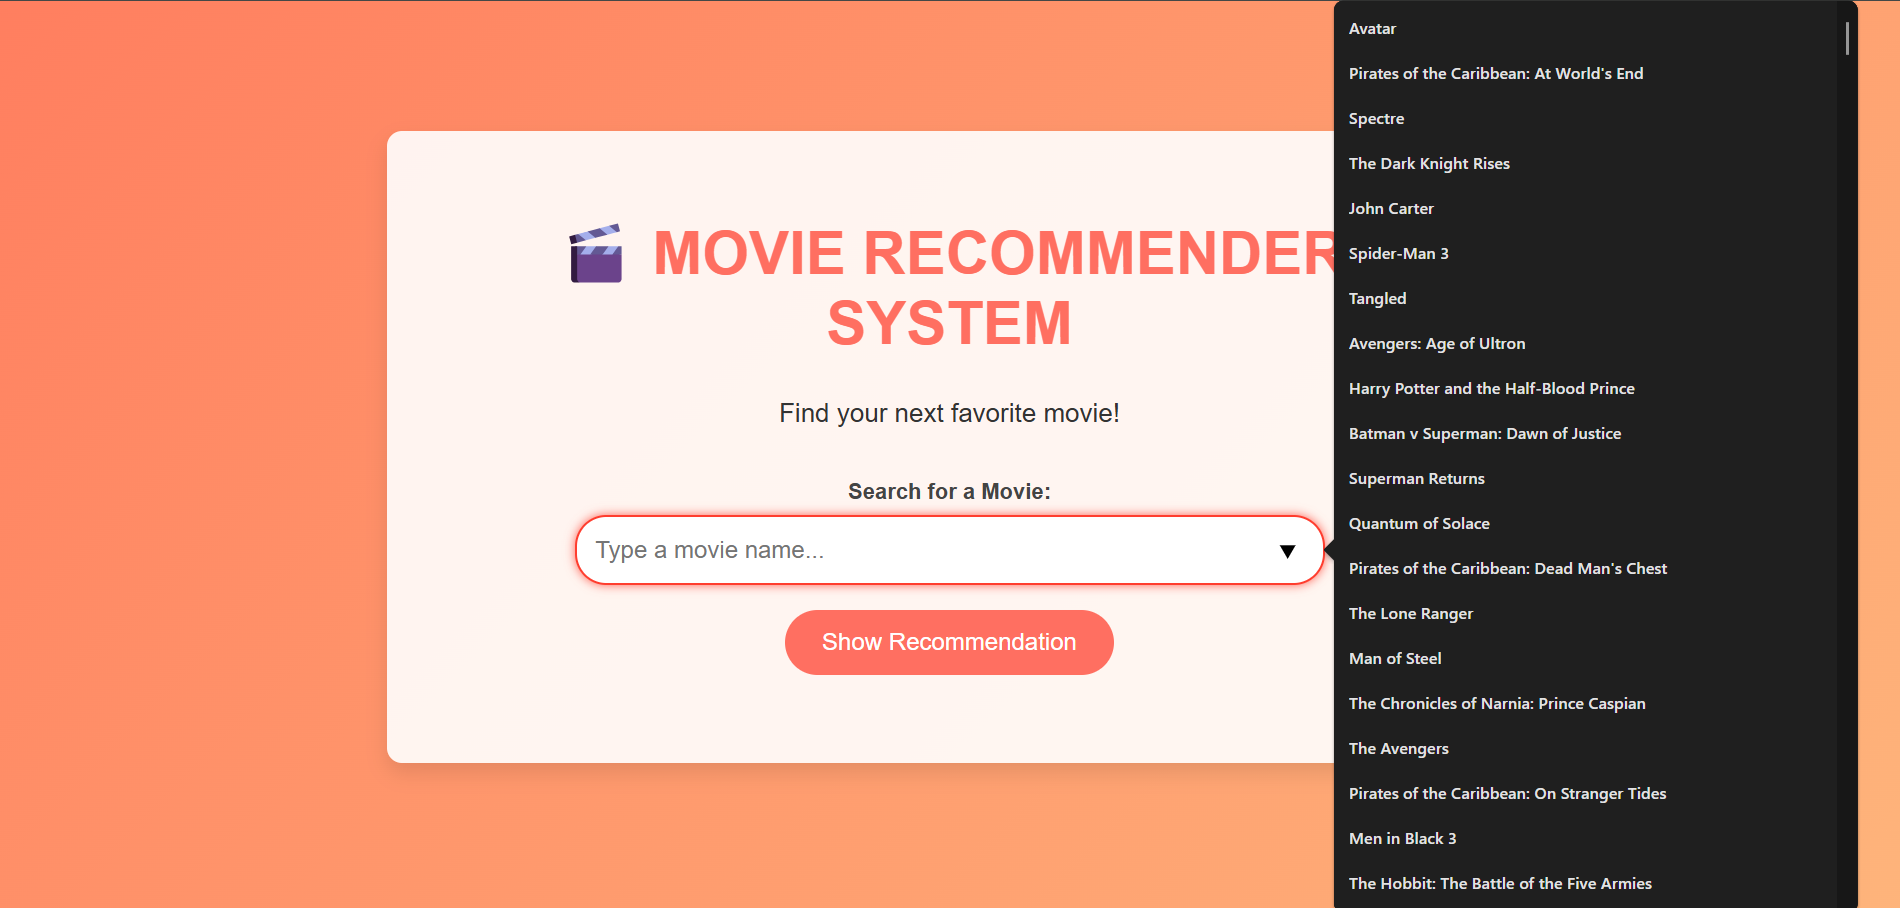 MOVIE RECOMMENDER
SYSTEM
Find your next favorite movie!
Search for a Movie:
Type a movie name...
Show Recommendation
Avatar
Pirates of the Caribbean: At World's End
Spectre
The Dark Knight Rises
John Carter
Spider-Man 3
Tangled
Avengers: Age of Ultron
Harry Potter and the Half-Blood Prince
Batman v Superman: Dawn of Justice
Superman Returns
Quantum of Solace
Pirates of the Caribbean: Dead Man's Chest
The Lone Ranger
Man of Steel
The Chronicles of Narnia: Prince Caspian
The Avengers
Pirates of the Caribbean: On Stranger Tides
Men in Black 3
The Hobbit: The Battle of the Five Armies